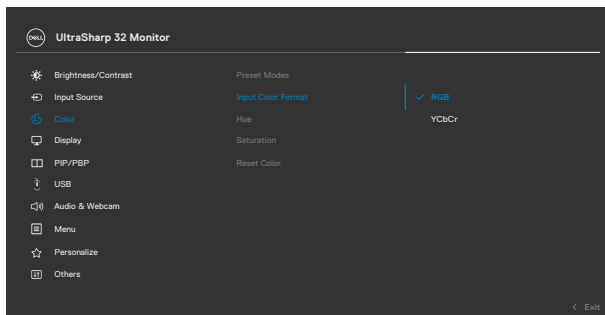 DELL UltraSharp 32 Monitor
Brightness/Contrast
Input Source
Color
Display
PIP/PBP
USB
Audio & Webcam
Menu
Personalize
Others
Preset Modes
Input Color Format
Hue
Saturation
Reset Color
RGB
YCbCr
Exit